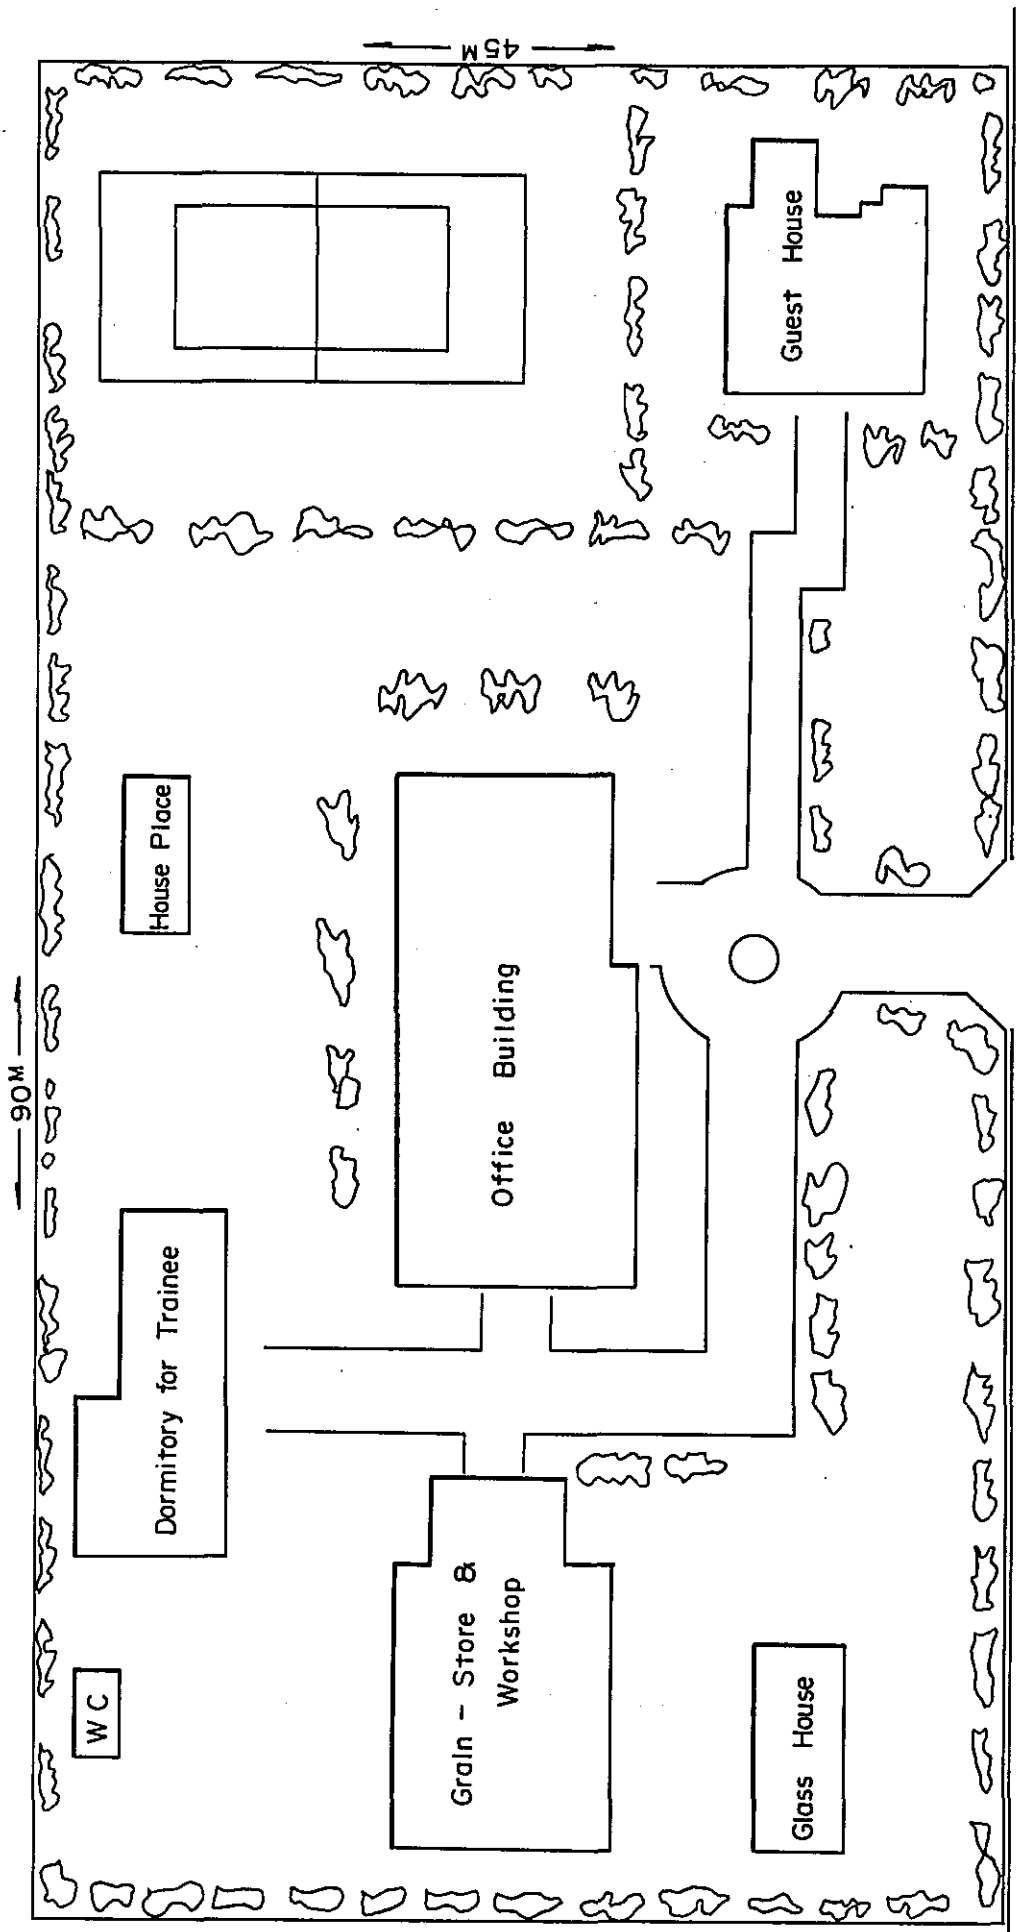 90M
45M
WC
Dormitory for Trainee
House Place
Grain - Store &
Workshop
Office Building
Glass House
Guest House